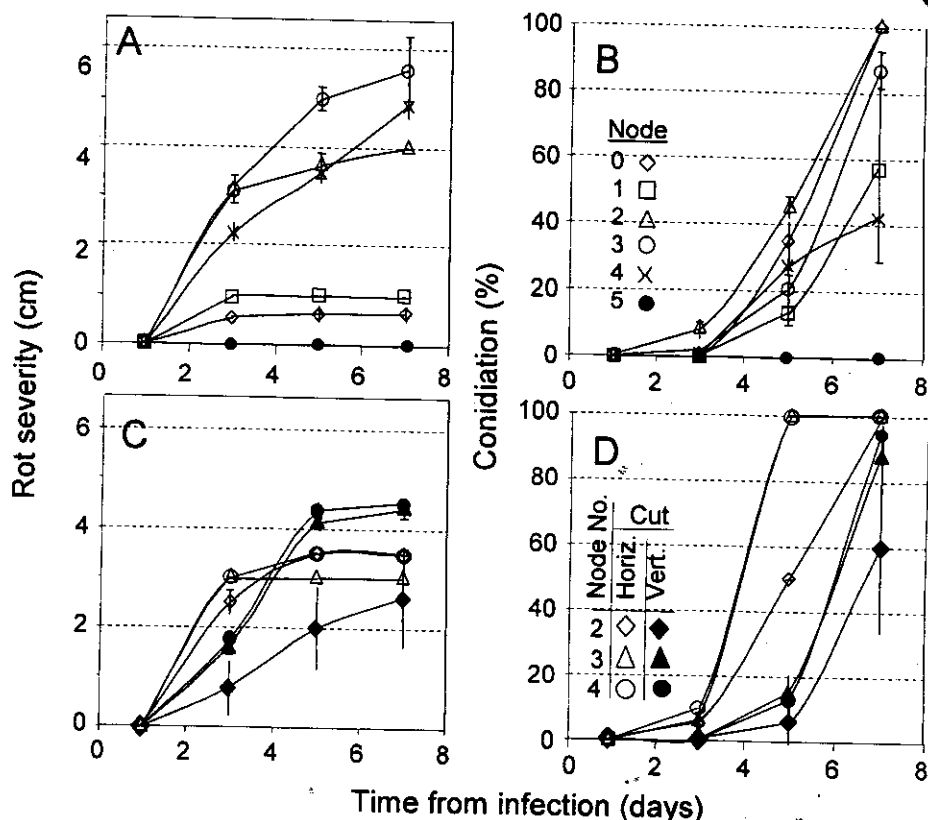 A
6
4
2
0
0 2 4 6 8
B
100
80
60
40
20
0
0 2 4 6 8
Node
0
1
2
3
4
5
C
6
4
2
0
0 2 4 6 8
D
100
80
60
40
20
0
0 2 4 6 8
Node No.
Cut
Horiz.
Vert.
2
3
4
Rot severity (cm)
Conidiation (%)
Time from infection (days)